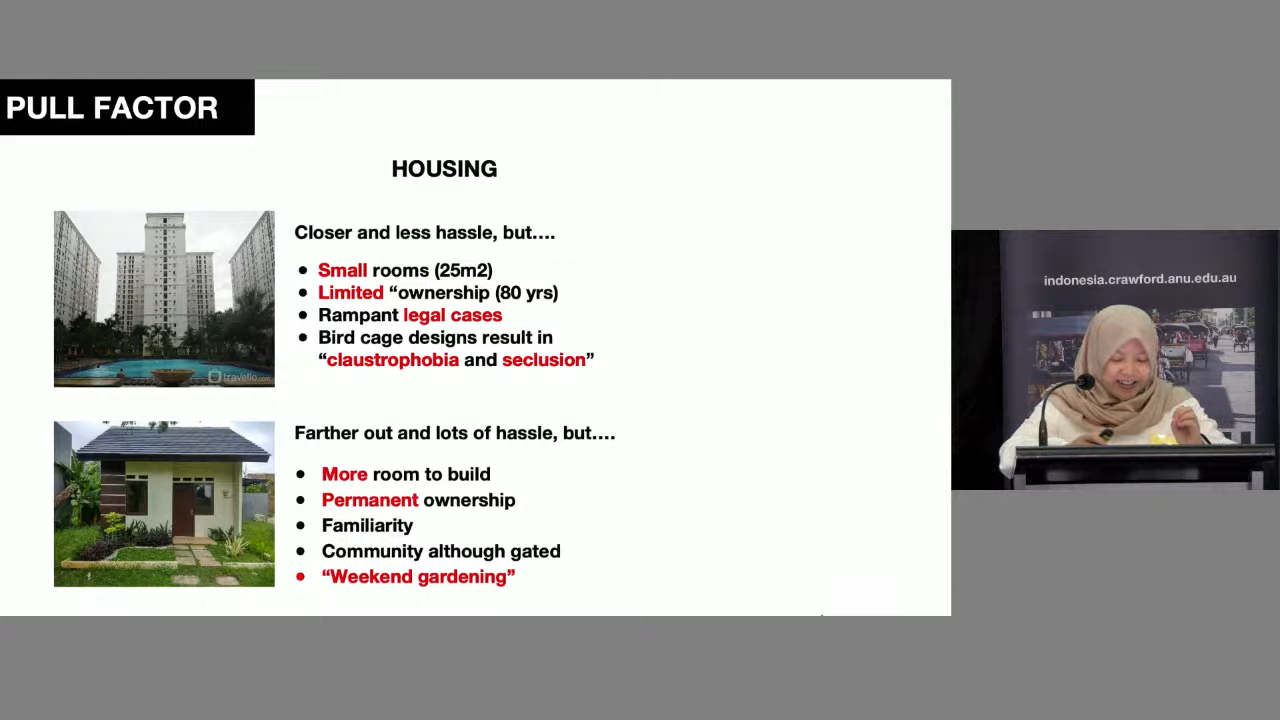 PULL FACTOR
HOUSING
Closer and less hassle, but….
● Small rooms (25m2)
● Limited “ownership (80 yrs)
● Rampant legal cases
● Bird cage designs result in
“claustrophobia and seclusion”
travelio.com
Farther out and lots of hassle, but….
● More room to build
● Permanent ownership
● Familiarity
● Community although gated
● “Weekend gardening”
indonesia.crawford.anu.edu.au